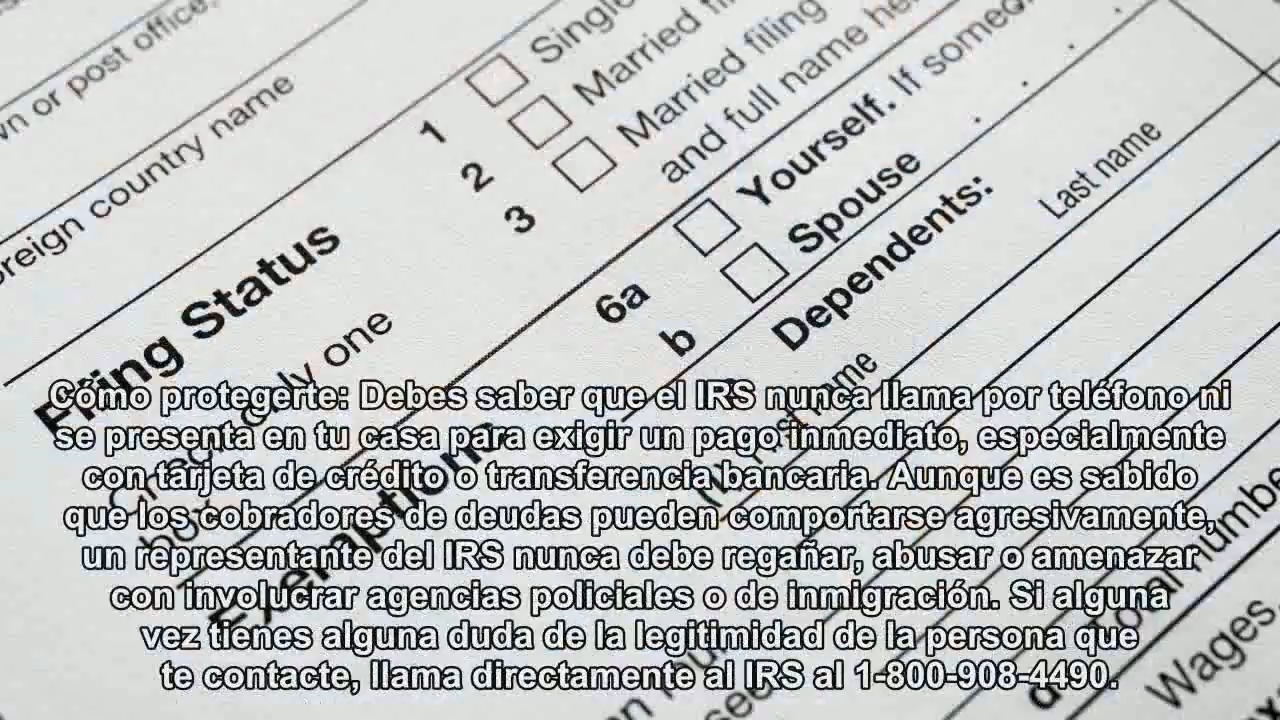 wn or post office,
oreign country name
Filing Status
one
1
Single
2
Married
3
Married filing
and full name
6a
Yourself. If someo
b
Spouse
Dependents:
Last name
name
Exemptions
Wages,
Cómo protegerte: Debes saber que el IRS nunca llama por teléfono ni
se presenta en tu casa para exigir un pago inmediato, especialmente
con tarjeta de crédito o transferencia bancaria. Aunque es sabido
que los cobradores de deudas pueden comportarse agresivamente,
un representante del IRS nunca debe regañar, abusar o amenazar
con involucrar agencias policiales o de inmigración. Si alguna
vez tienes alguna duda de la legitimidad de la persona que
te contacte, llama directamente al IRS al 1-800-908-4490.